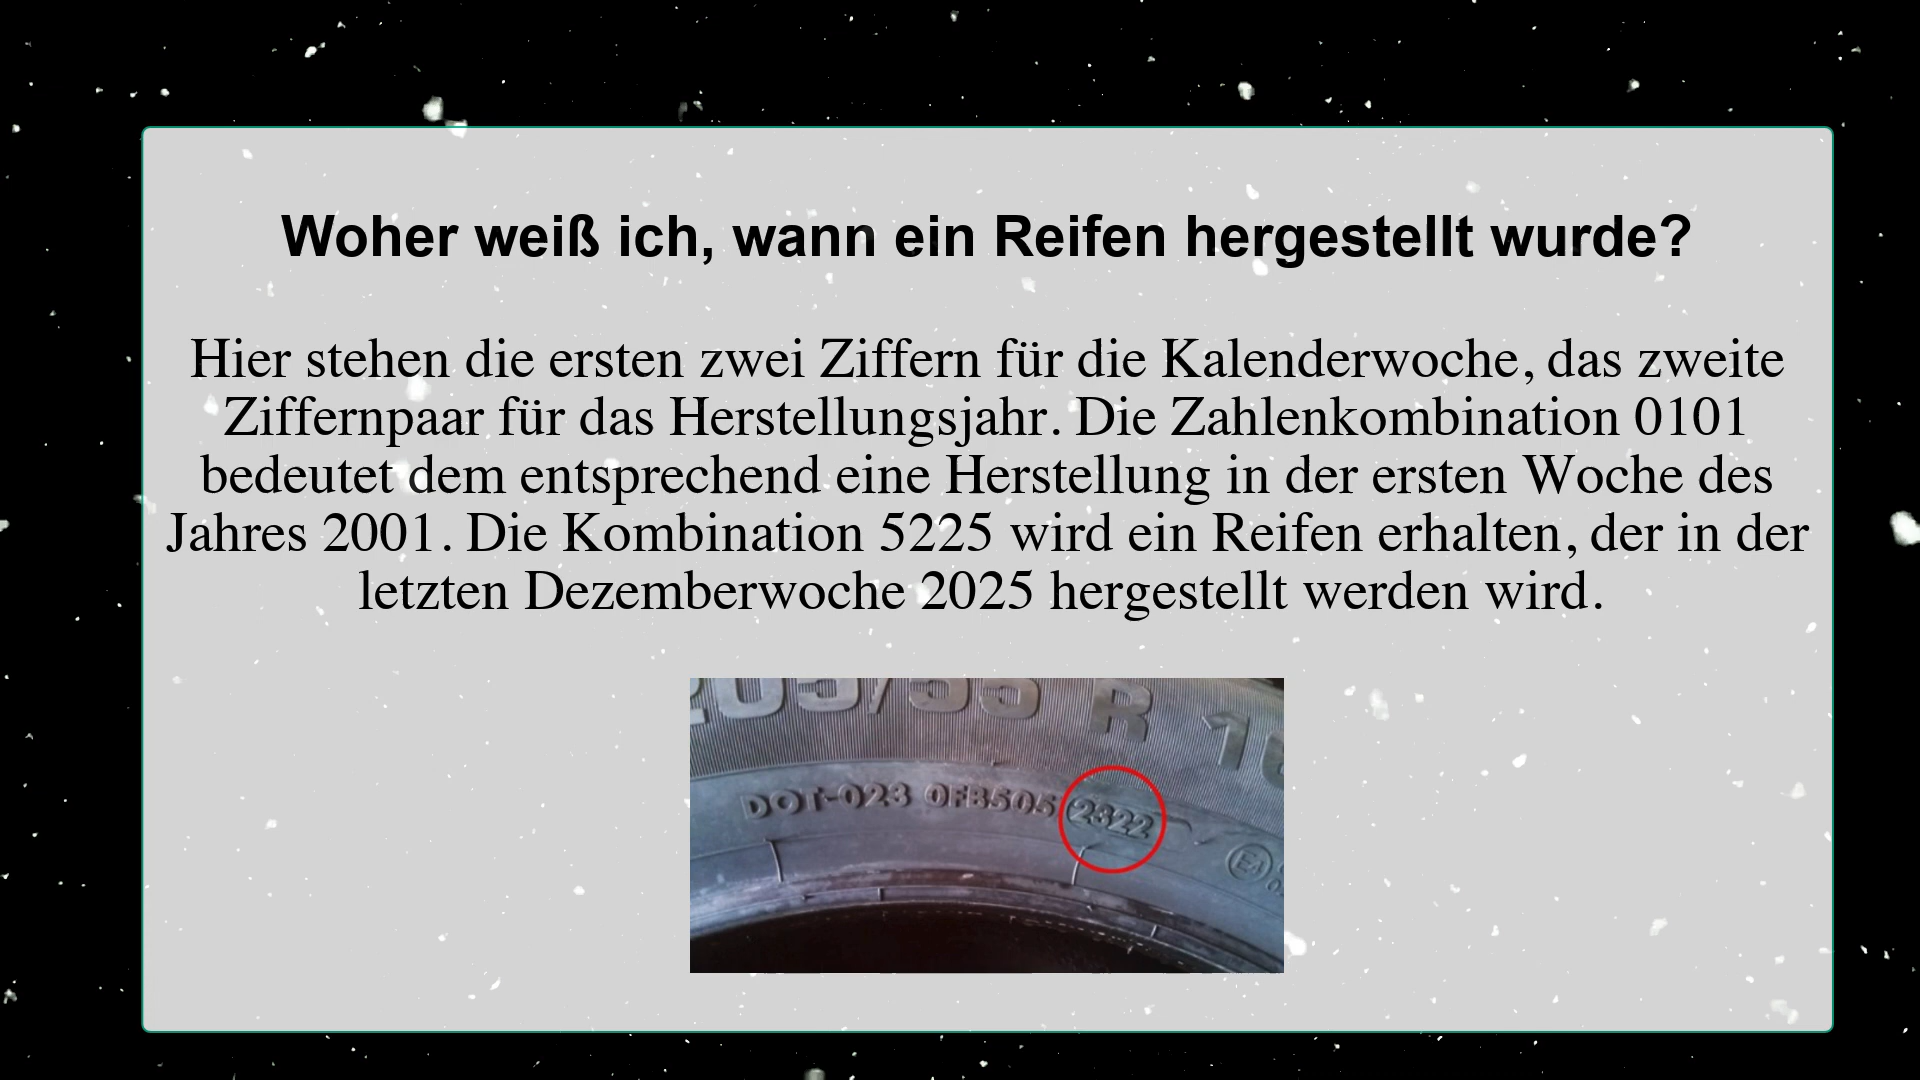 Woher weiß ich, wann ein Reifen hergestellt wurde?
Hier stehen die ersten zwei Ziffern für die Kalenderwoche, das zweite
Ziffernpaar für das Herstellungsjahr. Die Zahlenkombination 0101
bedeutet dem entsprechend eine Herstellung in der ersten Woche des
Jahres 2001. Die Kombination 5225 wird ein Reifen erhalten, der in der
letzten Dezemberwoche 2025 hergestellt werden wird.
205/55 R 16
DOT-023 0FB505 2322